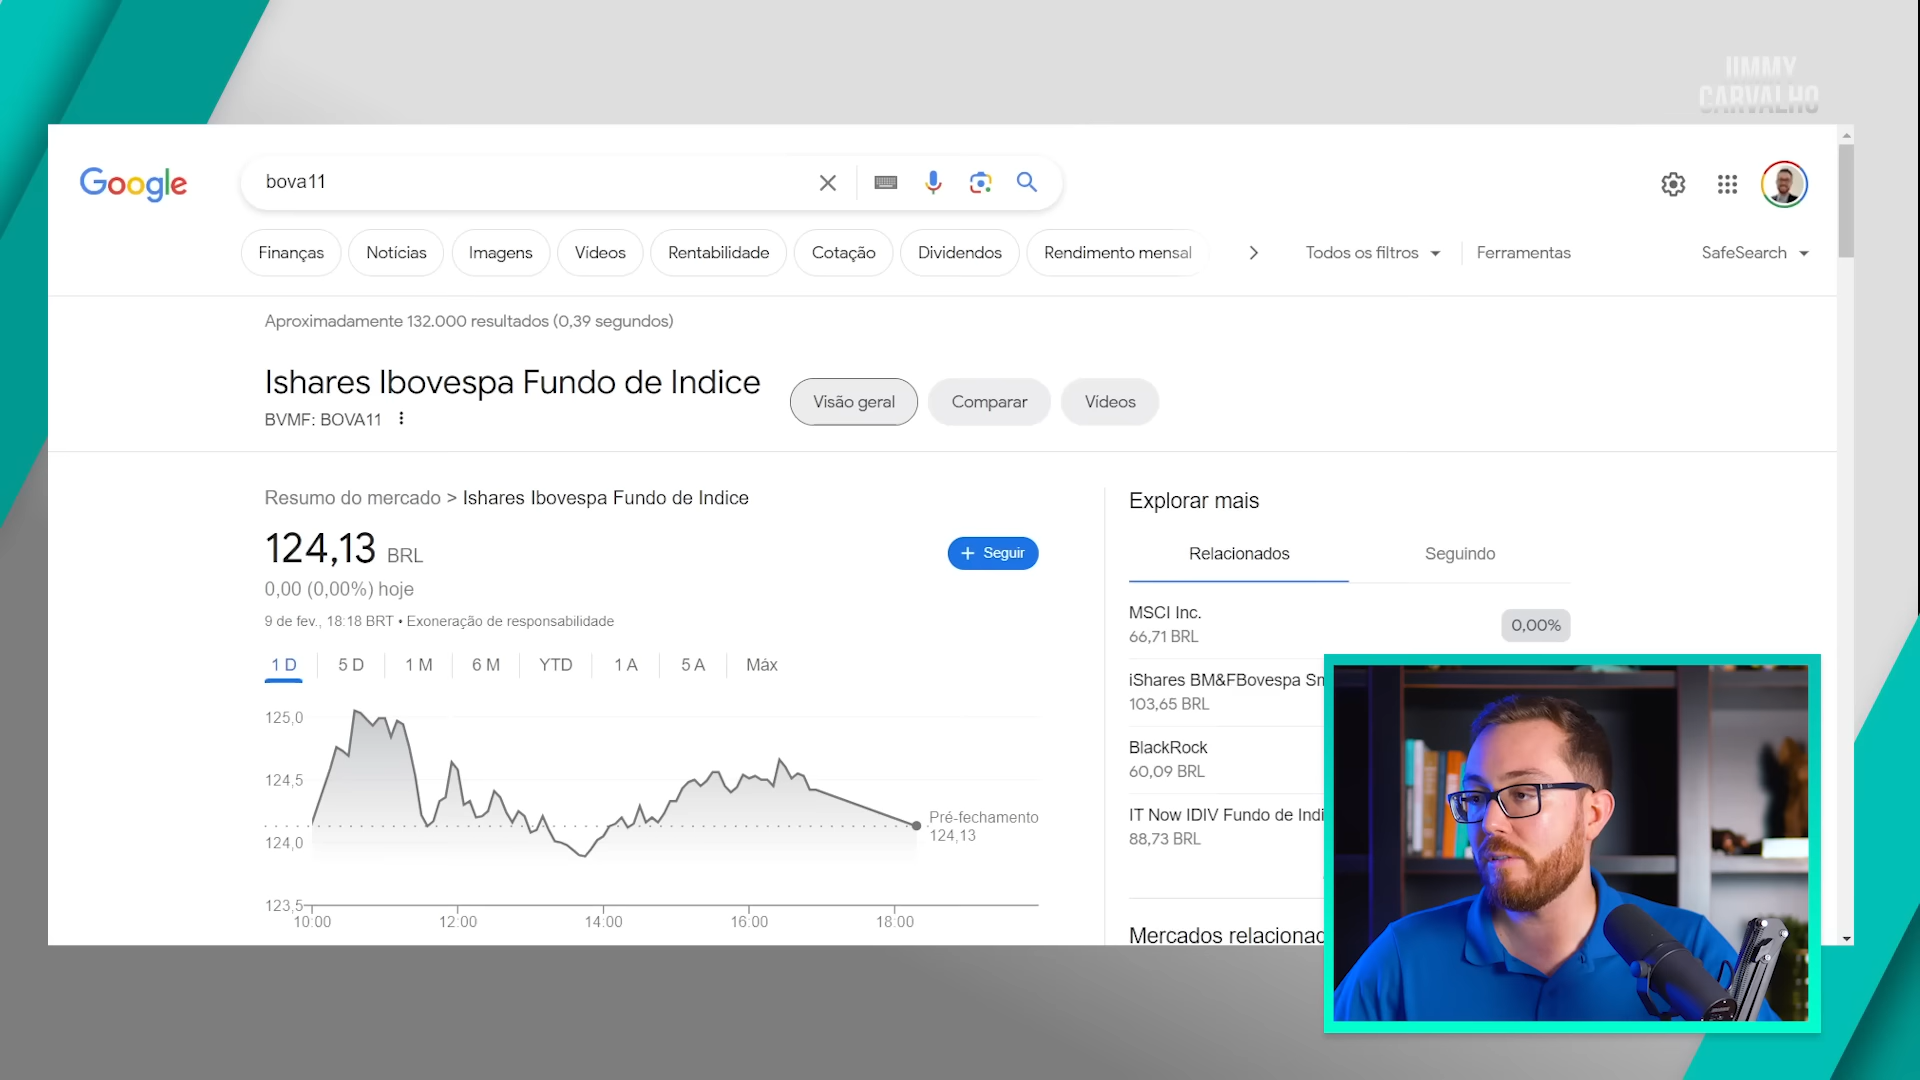 JIMMY
CARVALHO
Google
bova11
Finanças
Notícias
Imagens
Vídeos
Rentabilidade
Cotação
Dividendos
Rendimento mensal
Todos os filtros
Ferramentas
SafeSearch
Aproximadamente 132.000 resultados (0,39 segundos)
Ishares Ibovespa Fundo de Indice
BVMF: BOVA11
Visão geral
Comparar
Vídeos
Resumo do mercado > Ishares Ibovespa Fundo de Indice
124,13 BRL
0,00 (0,00%) hoje
9 de fev., 18:18 BRT • Exoneração de responsabilidade
+ Seguir
1 D
5 D
1 M
6 M
YTD
1 A
5 A
Máx
125,0
124,5
124,0
123,5
Pré-fechamento
124,13
10:00
12:00
14:00
16:00
18:00
Explorar mais
Relacionados
Seguindo
MSCI Inc.
66,71 BRL
0,00%
iShares BM&FBovespa Sm
103,65 BRL
BlackRock
60,09 BRL
IT Now IDIV Fundo de Indi
88,73 BRL
Mercados relacionad